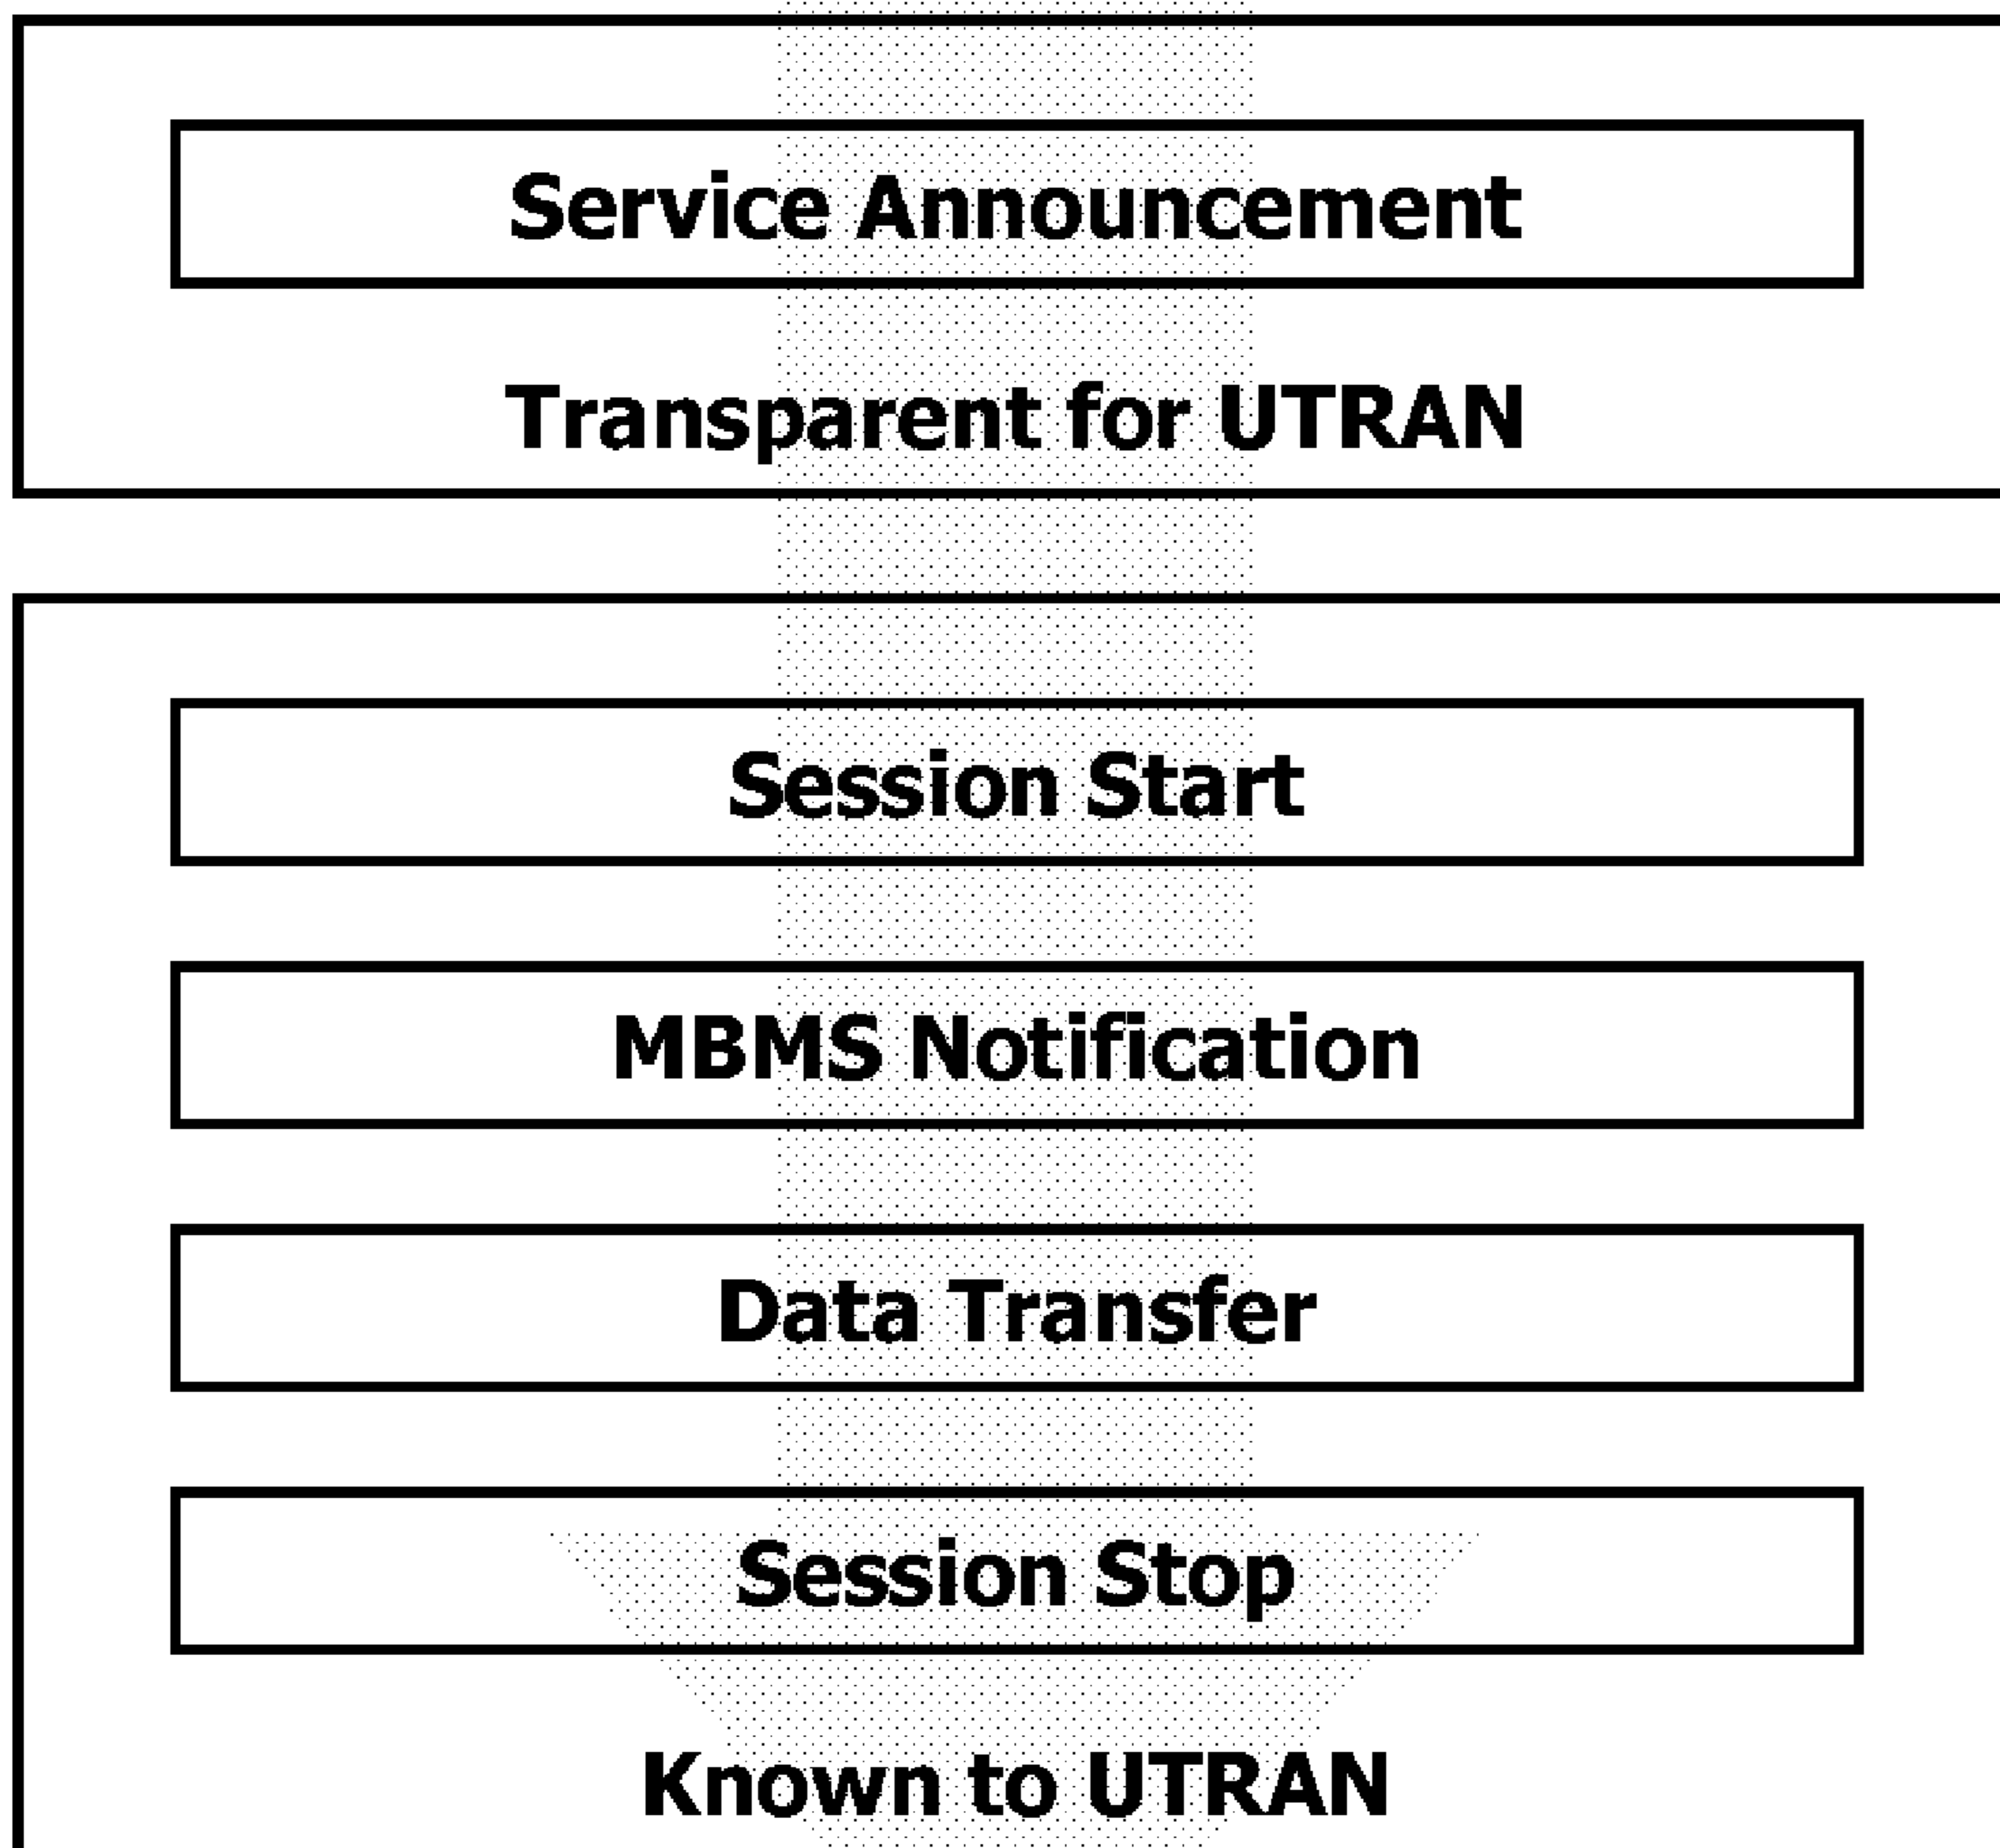 Service Announcement
Transparent for UTRAN
Session Start
MBMS Notification
Data Transfer
Session Stop
Known to UTRAN